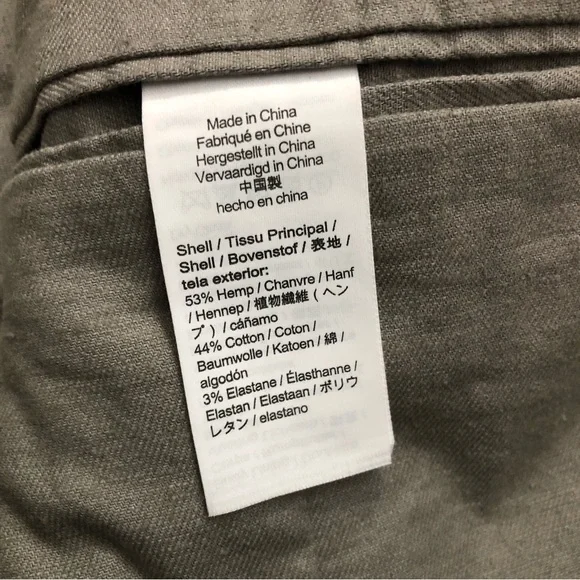 Made in China
Fabriqué en Chine
Hergestellt in China
Vervaardigd in China
中国製
hecho en china
Shell / Tissu Principal /
Shell / Bovenstof / 表地 /
tela exterior:
53% Hemp / Chanvre / Hanf
/ Hennep / 植物繊維 ( ヘン
プ ) / cáñamo
44% Cotton / Coton /
Baumwolle / Katoen / 綿 /
algodón
3% Elastane / Élasthanne /
Elastan / Elastaan / ポリウ
レタン / elastano